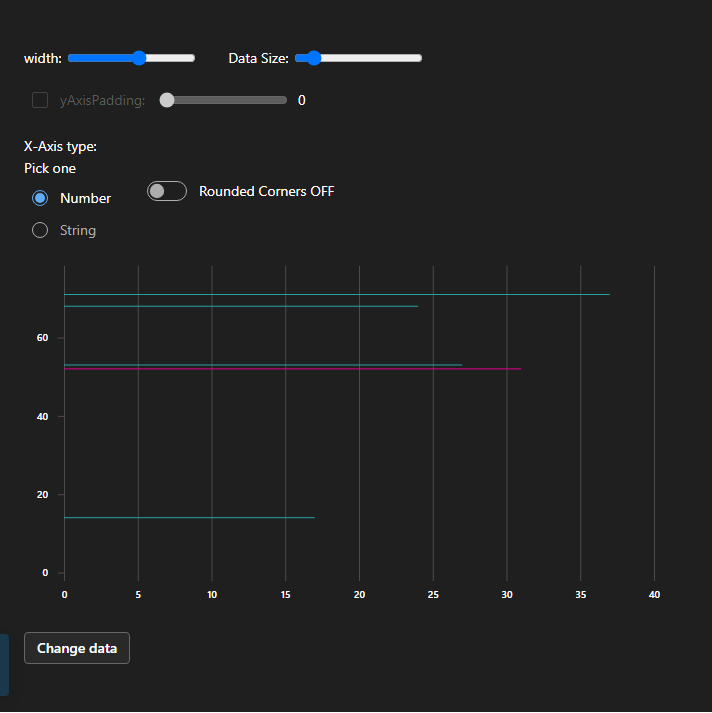 width: Data Size:
yAxisPadding: 0
X-Axis type:
Pick one
Number Rounded Corners OFF
String
60
40
20
0
0 5 10 15 20 25 30 35 40
Change data